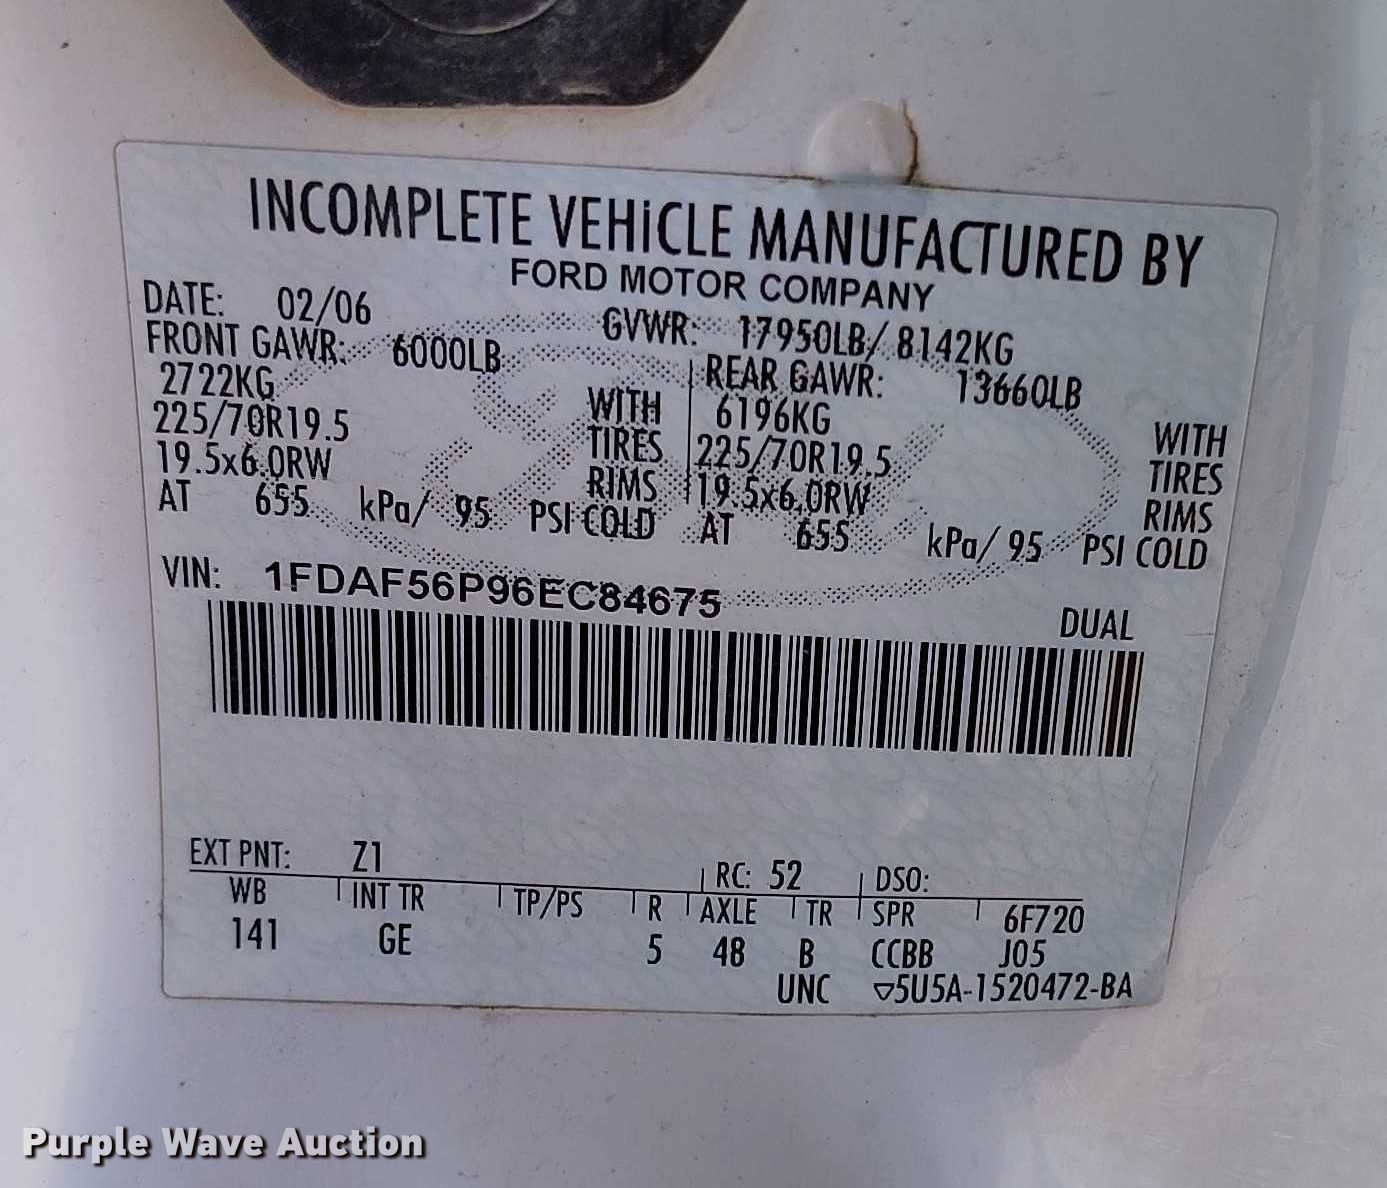 INCOMPLETE VEHICLE MANUFACTURED BY
FORD MOTOR COMPANY
DATE: 02/06 GVWR: 17950LB/ 8142KG
FRONT GAWR: 6000LB REAR GAWR: 13660LB
2722KG WITH 6196KG WITH
225/70R19.5 TIRES 225/70R19.5 TIRES
19.5x6.0RW RIMS 19.5x6.0RW RIMS
AT 655 kPa/ 95 PSI COLD AT 655 kPa/ 95 PSI COLD
VIN: 1FDAF56P96EC84675
DUAL
EXT PNT: Z1 RC: 52 DSO:
WB INT TR TP/PS R AXLE TR SPR 6F720
141 GE 5 48 B CCBB J05
UNC ▽5U5A-1520472-BA
Purple Wave Auction